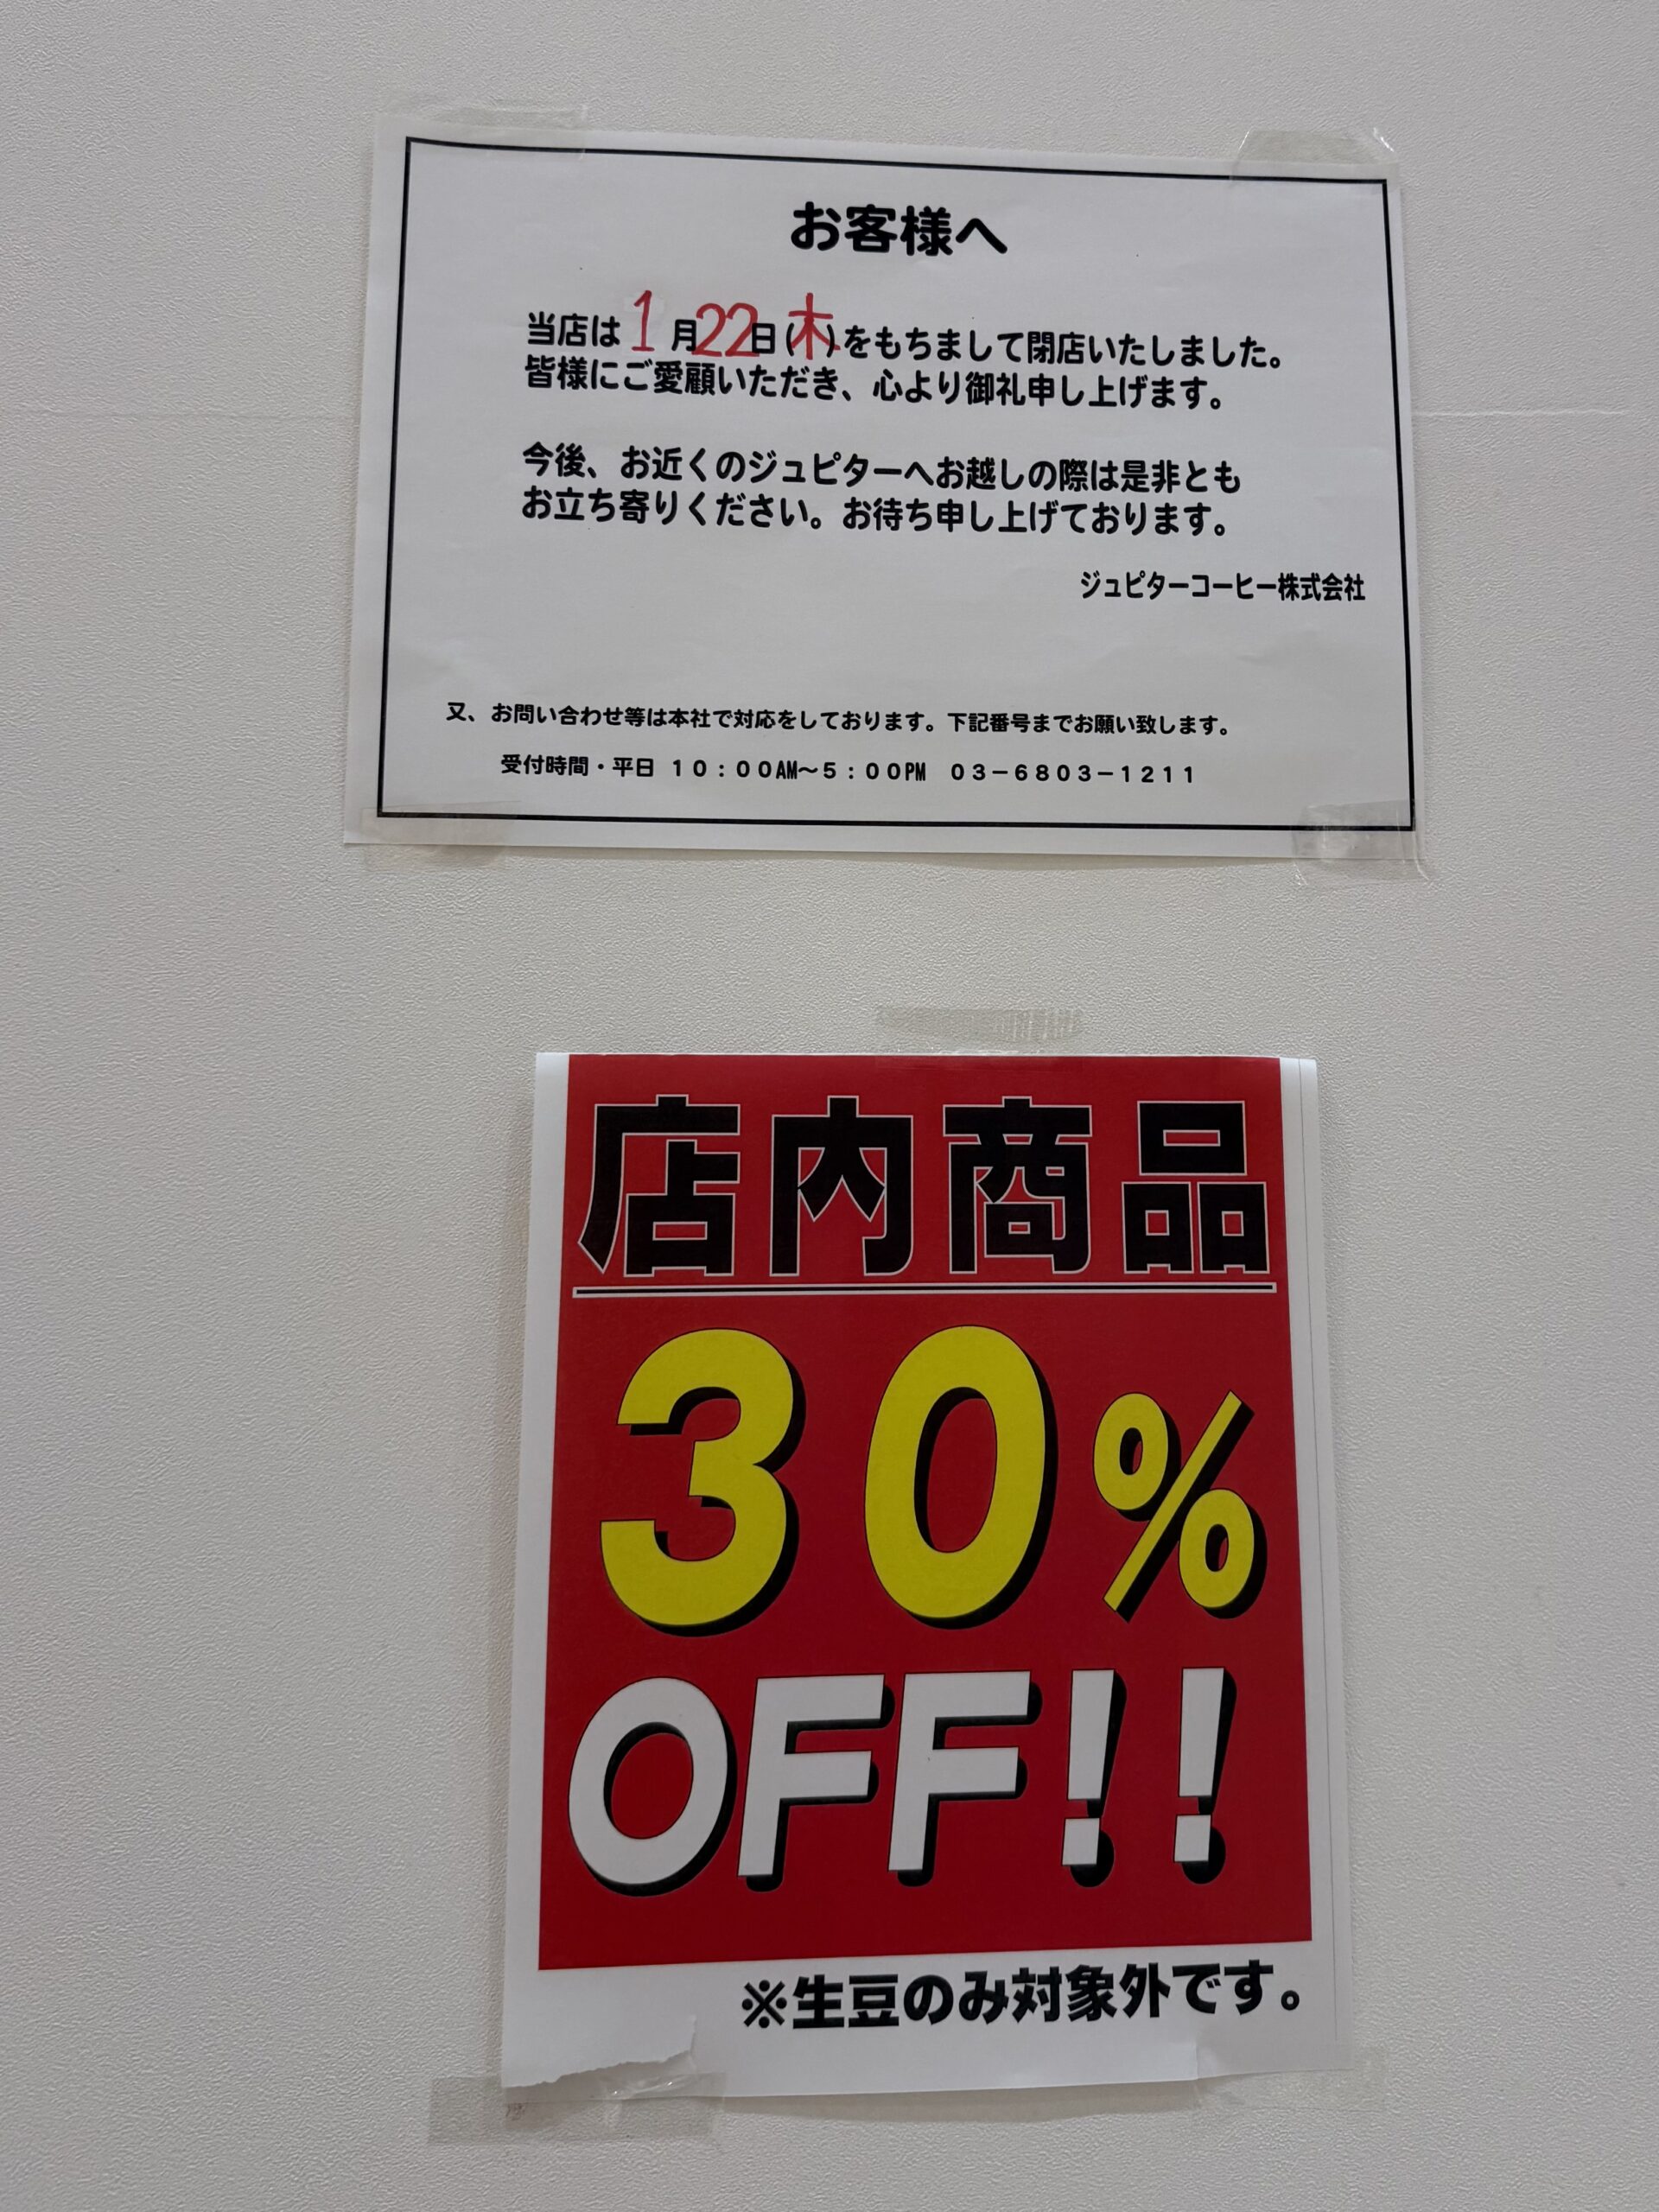 お客様へ
当店は1月22日(木)をもちまして閉店いたしました。
皆様にご愛顧いただき、心より御礼申し上げます。
今後、お近くのジュピターへお越しの際は是非とも
お立ち寄りください。お待ち申し上げております。
ジュピターコーヒー株式会社
又、お問い合わせ等は本社で対応をしております。下記番号までお願い致します。
受付時間・平日 １０：００AM～５：００PM ０３－６８０３－１２１１
店内商品
30%
OFF!!
※生豆のみ対象外です。